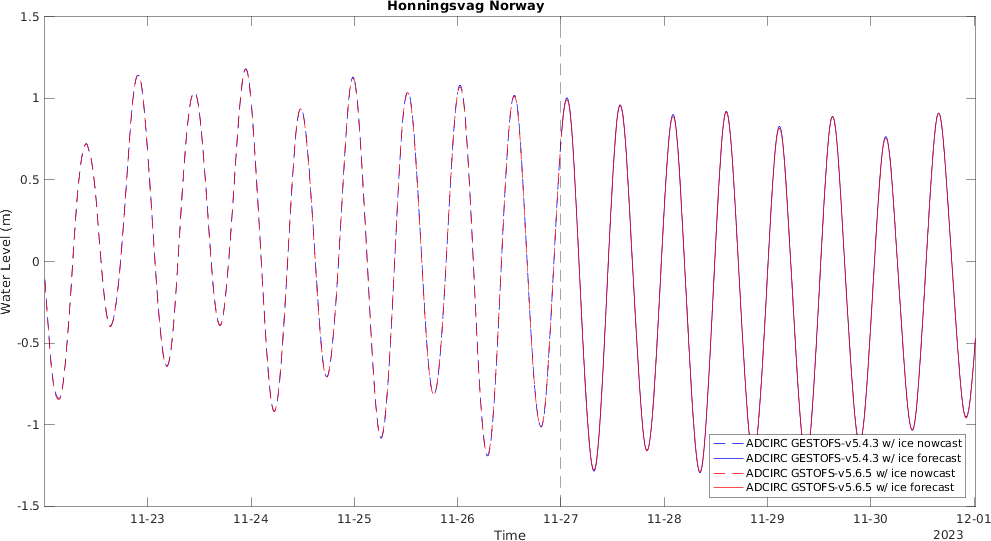 Honningsvag Norway
1.5
1
0.5
0
-0.5
-1
-1.5
Water Level (m)
11-23 11-24 11-25 11-26 11-27 11-28 11-29 11-30 12-01
Time
2023
ADCIRC GESTOFS-v5.4.3 w/ ice nowcast
ADCIRC GESTOFS-v5.4.3 w/ ice forecast
ADCIRC GSTOFS-v5.6.5 w/ ice nowcast
ADCIRC GSTOFS-v5.6.5 w/ ice forecast